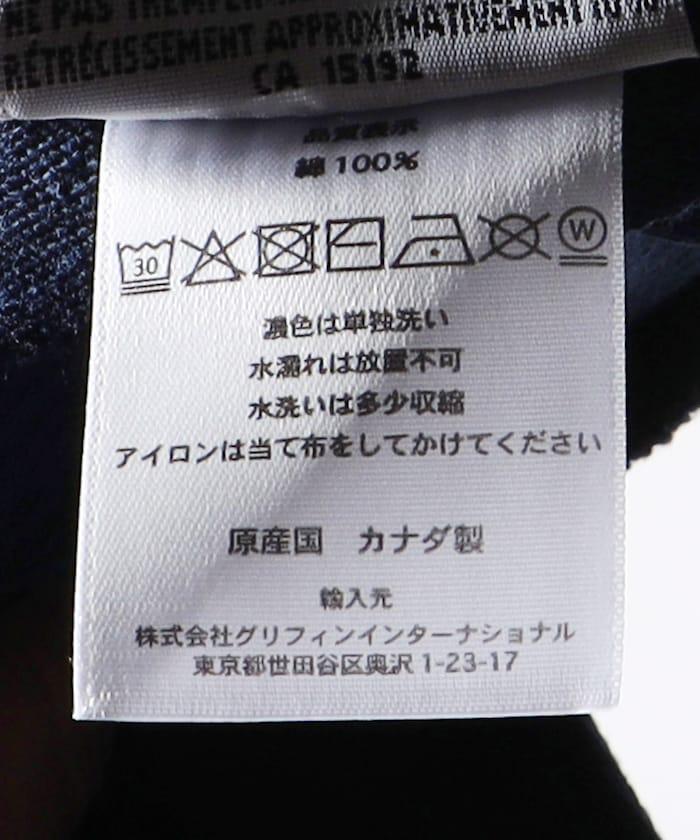 NE PAS TREMPER
RÉTRÉCISSEMENT APPROXIMATIVEMENT 10 %
CA 15192
品質表示
綿 100%
30
W
濃色は単独洗い
水濡れは放置不可
水洗いは多少収縮
アイロンは当て布をしてかけてください
原産国 カナダ製
輸入元
株式会社グリフィンインターナショナル
東京都世田谷区奥沢 1-23-17